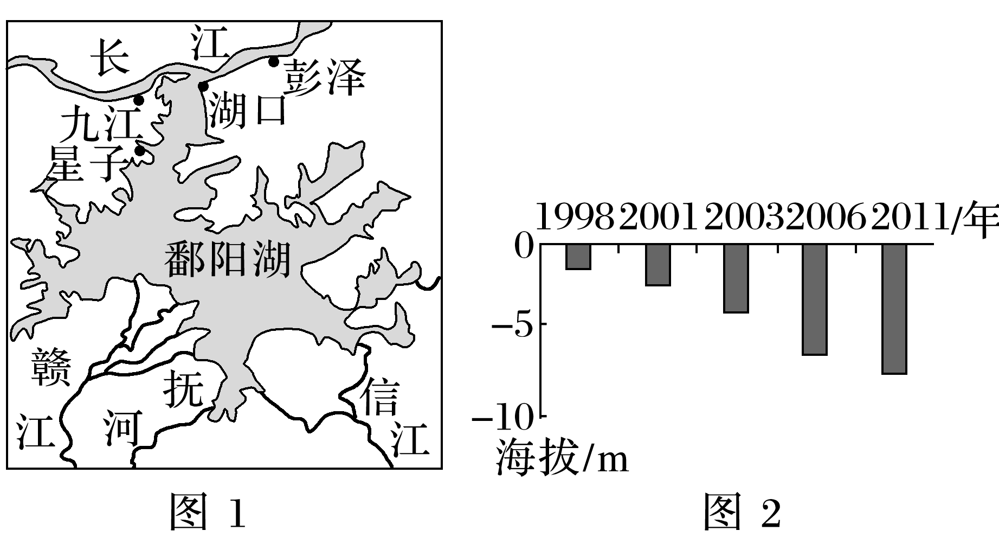 长 江
彭泽
湖口
九江
星子
鄱阳湖
赣江
抚河
信江
图 1
1998 2001 2003 2006 2011/年
0
−5
−10
海拔/m
图 2